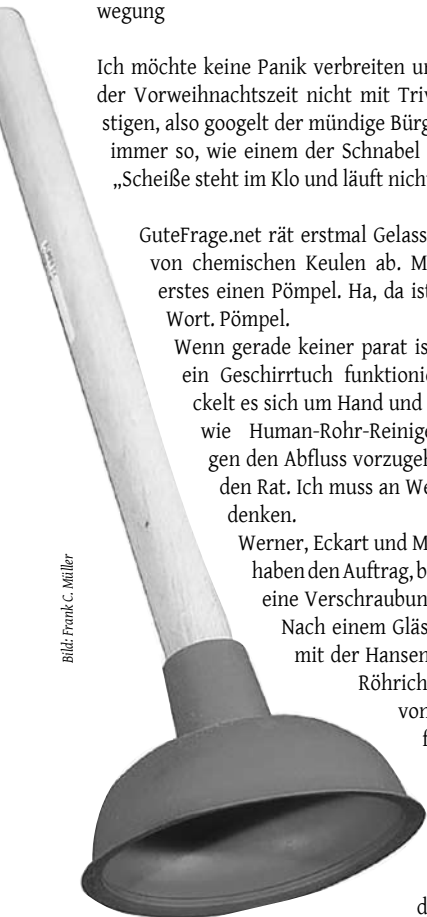 wegung
Ich möchte keine Panik verbreiten un
der Vorweihnachtszeit nicht mit Triv
stigen, also googelt der mündige Bürg
immer so, wie einem der Schnabel
„Scheiße steht im Klo und läuft nicht
GuteFrage.net rät erstmal Gelass
von chemischen Keulen ab. M
erstes einen Pömpel. Ha, da ist
Wort. Pömpel.
Wenn gerade keiner parat is
ein Geschirrtuch funktionie
ckelt es sich um Hand und
wie Human-Rohr-Reinige
gen den Abfluss vorzugeh
den Rat. Ich muss an We
denken.
Werner, Eckart und M
haben den Auftrag, b
eine Verschraubun
Nach einem Gläs
mit der Hansen
Röhrich
von
f
d
Bild: Frank C. Müller